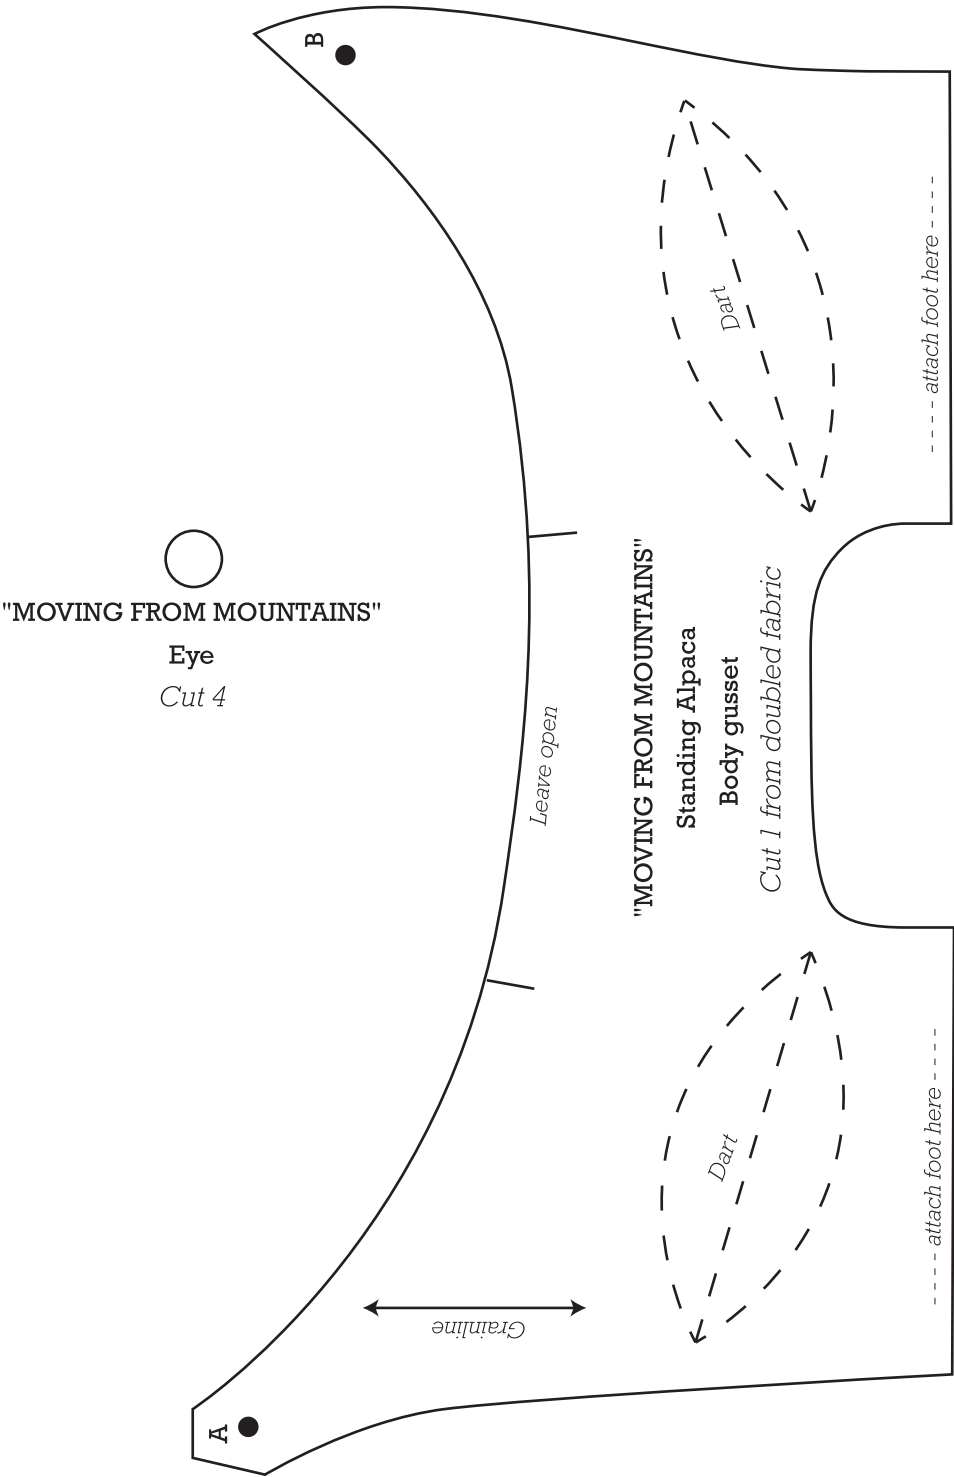 B
Dart
---- attach foot here -----
"MOVING FROM MOUNTAINS"
Eye
Cut 4
"MOVING FROM MOUNTAINS"
Standing Alpaca
Body gusset
Cut 1 from doubled fabric
Leave open
Dart
---- attach foot here -----
Grainline
A